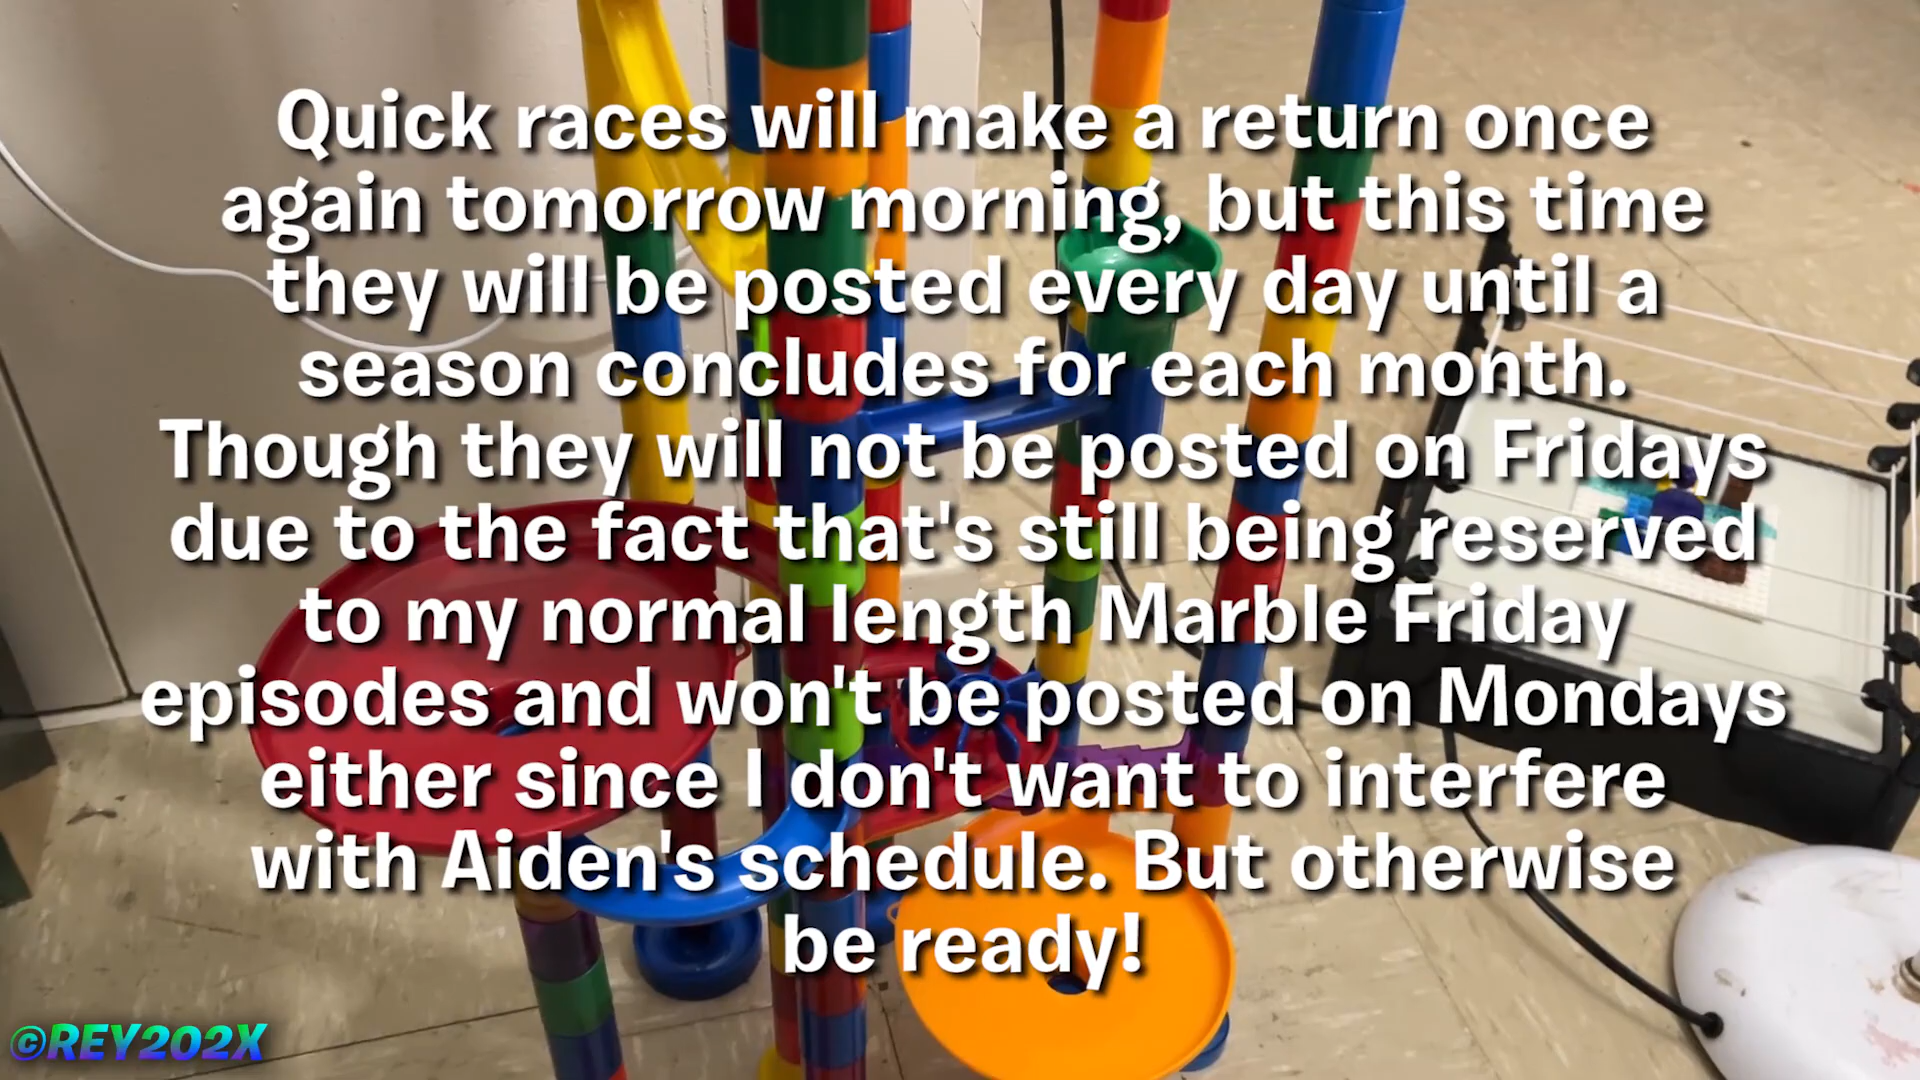 Quick races will make a return once
again tomorrow morning, but this time
they will be posted every day until a
season concludes for each month.
Though they will not be posted on Fridays
due to the fact that's still being reserved
to my normal length Marble Friday
episodes and won't be posted on Mondays
either since I don't want to interfere
with Aiden's schedule. But otherwise
be ready!
©REY202X